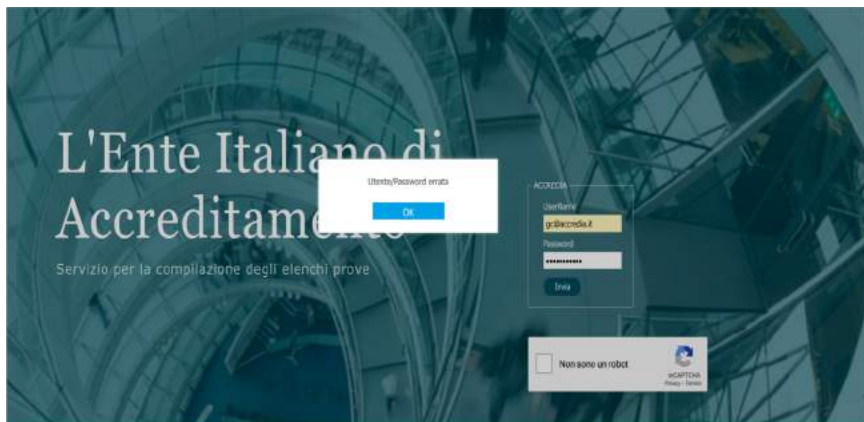 L'Ente Italiano di
Accreditamento
Servizio per la compilazione degli elenchi prove
Utente/Password errata
OK
ACCREDIA
UserName
gc@accredia.it
Password
Invia
Non sono un robot
reCAPTCHA
Privacy - Termini